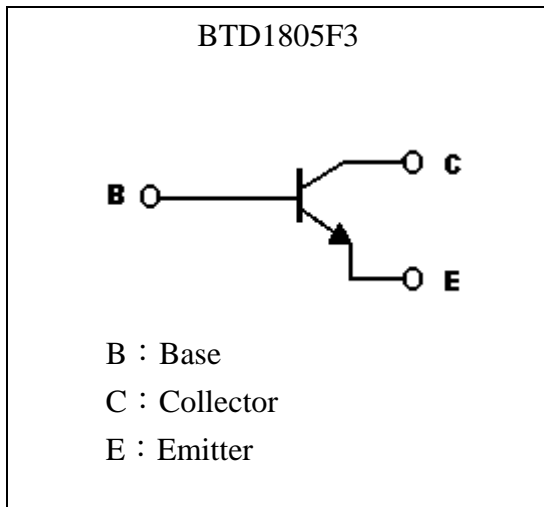 BTD1805F3
C
B
E
B：Base
C：Collector
E：Emitter